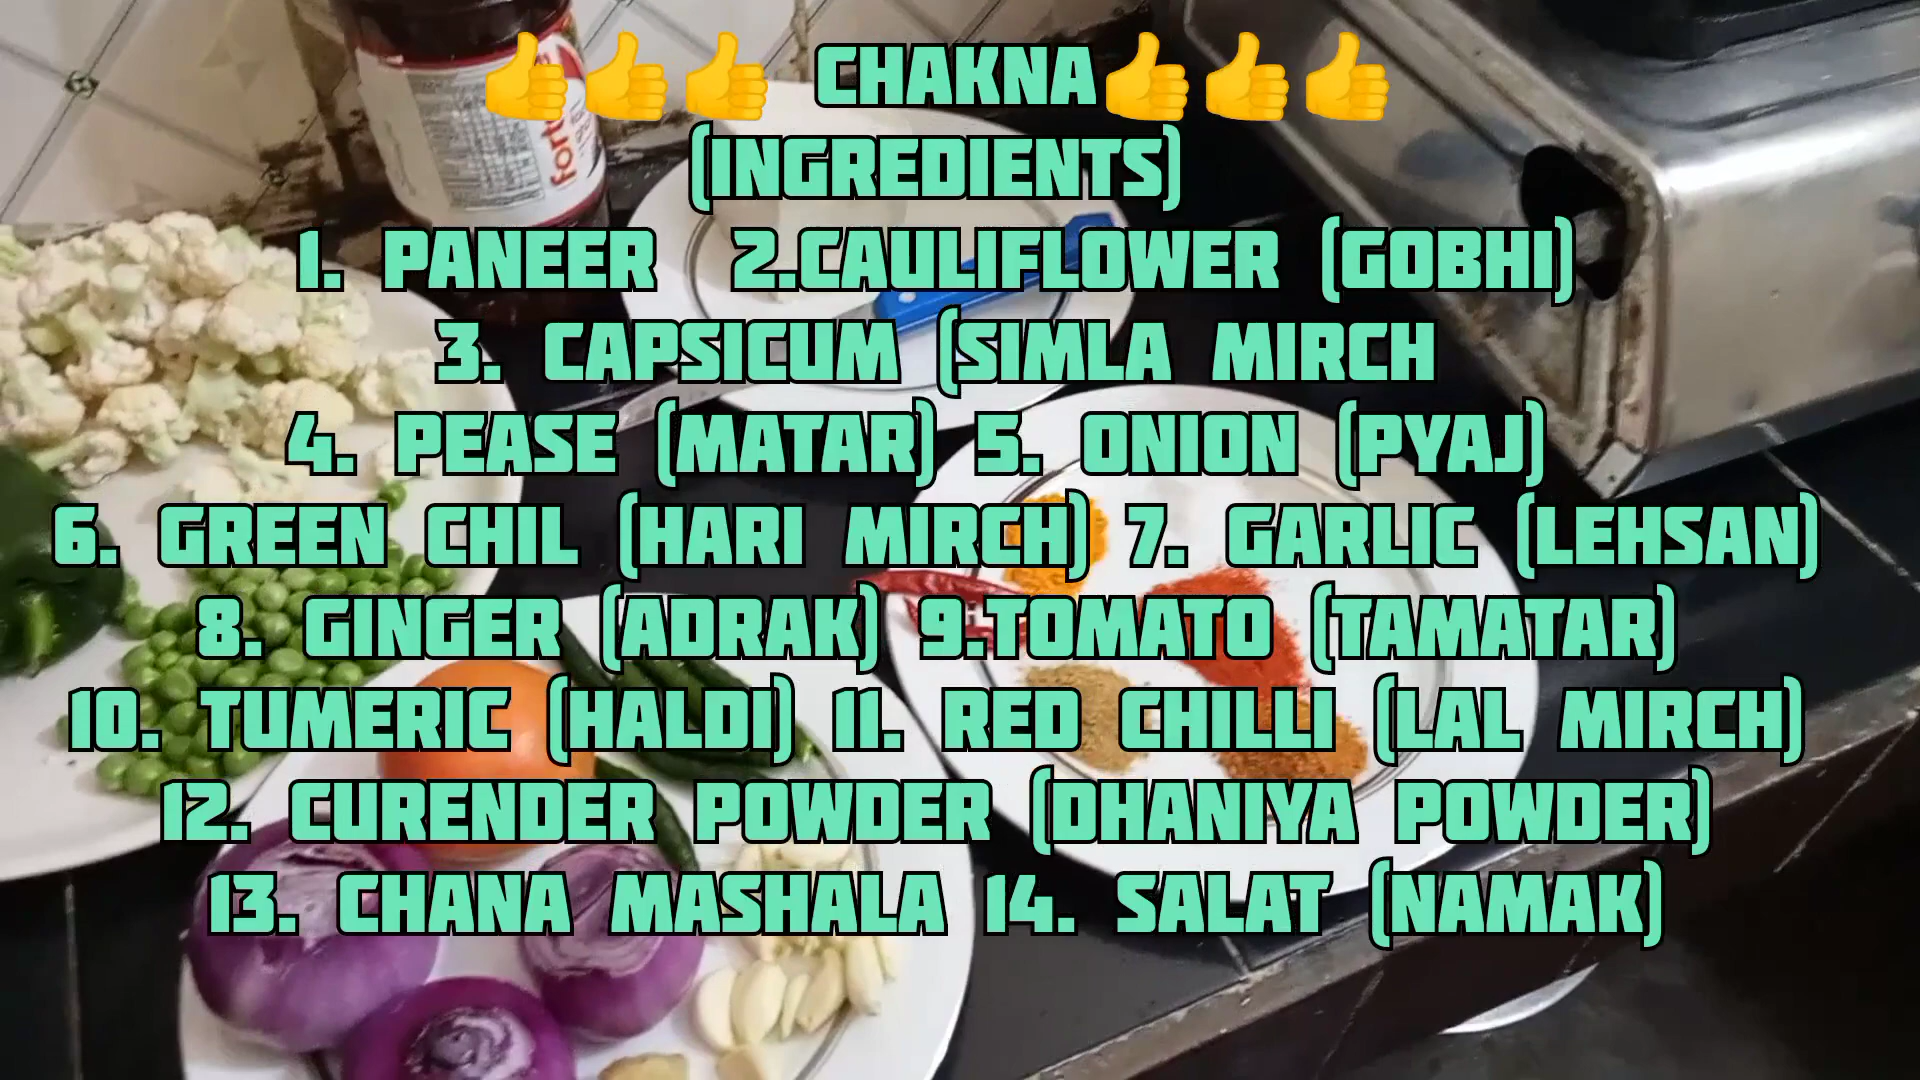 👍👍👍 CHAKNA👍👍👍
(INGREDIENTS)
1. PANEER 2.CAULIFLOWER (GOBHI)
3. CAPSICUM (SIMLA MIRCH
4. PEASE (MATAR) 5. ONION (PYAJ)
6. GREEN CHIL (HARI MIRCH) 7. GARLIC (LEHSAN)
8. GINGER (ADRAK) 9.TOMATO (TAMATAR)
10. TUMERIC (HALDI) 11. RED CHILLI (LAL MIRCH)
12. CURENDER POWDER (DHANIYA POWDER)
13. CHANA MASHALA 14. SALAT (NAMAK)